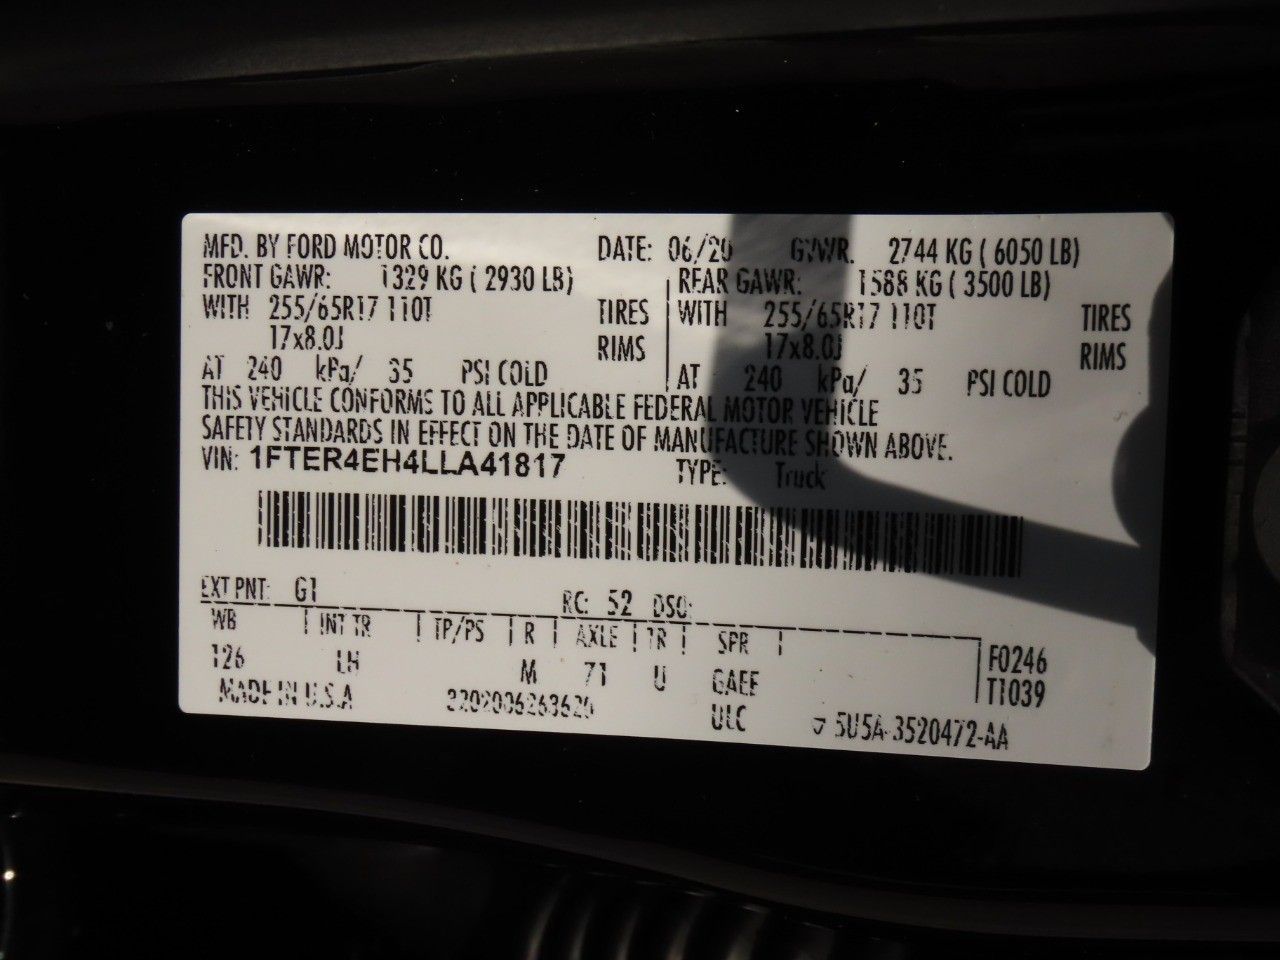 MFD. BY FORD MOTOR CO. DATE: 06/20 GVWR. 2744 KG ( 6050 LB)
FRONT GAWR: 1329 KG ( 2930 LB) REAR GAWR: 1588 KG ( 3500 LB)
WITH 255/65R17 110T TIRES WITH 255/65R17 110T TIRES
17x8.0J RIMS 17x8.0J RIMS
AT 240 kPa/ 35 PSI COLD AT 240 kPa/ 35 PSI COLD
THIS VEHICLE CONFORMS TO ALL APPLICABLE FEDERAL MOTOR VEHICLE
SAFETY STANDARDS IN EFFECT ON THE DATE OF MANUFACTURE SHOWN ABOVE.
VIN: 1FTER4EH4LLA41817 TYPE: Truck
EXT PNT: G1 RC: 52 DSO:
WB INT TR TP/PS R AXLE TR SPR
126 LH M 71 U GAEF F0246
T1039
MADE IN U.S.A ULC 5U5A-3520472-AA